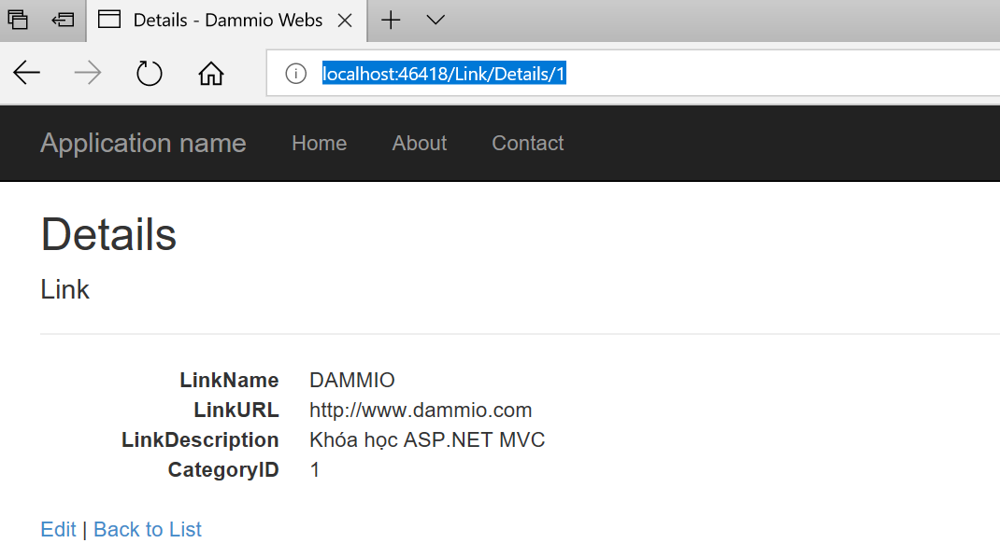 Details - Dammio Webs
localhost:46418/Link/Details/1
Application name Home About Contact
Details
Link
LinkName DAMMIO
LinkURL http://www.dammio.com
LinkDescription Khóa học ASP.NET MVC
CategoryID 1
Edit | Back to List